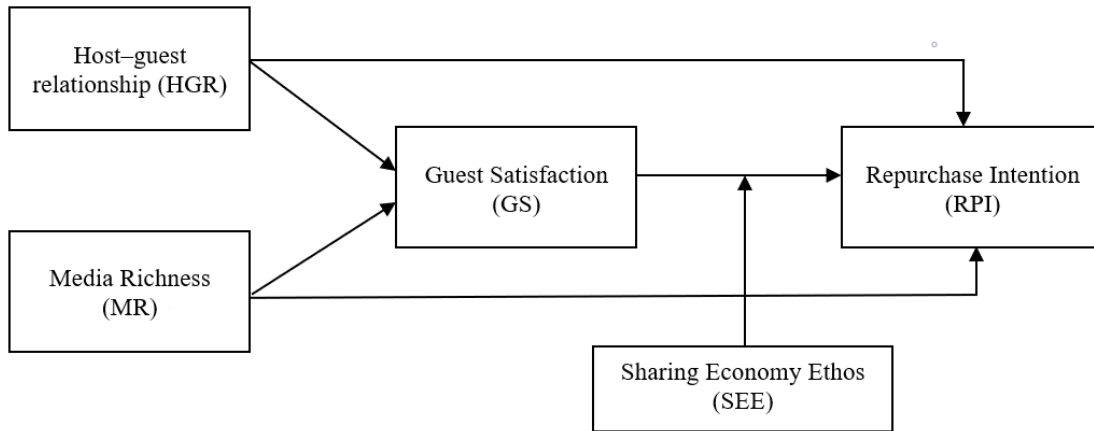 Host–guest
relationship (HGR)
Guest Satisfaction
(GS)
Repurchase Intention
(RPI)
Media Richness
(MR)
Sharing Economy Ethos
(SEE)